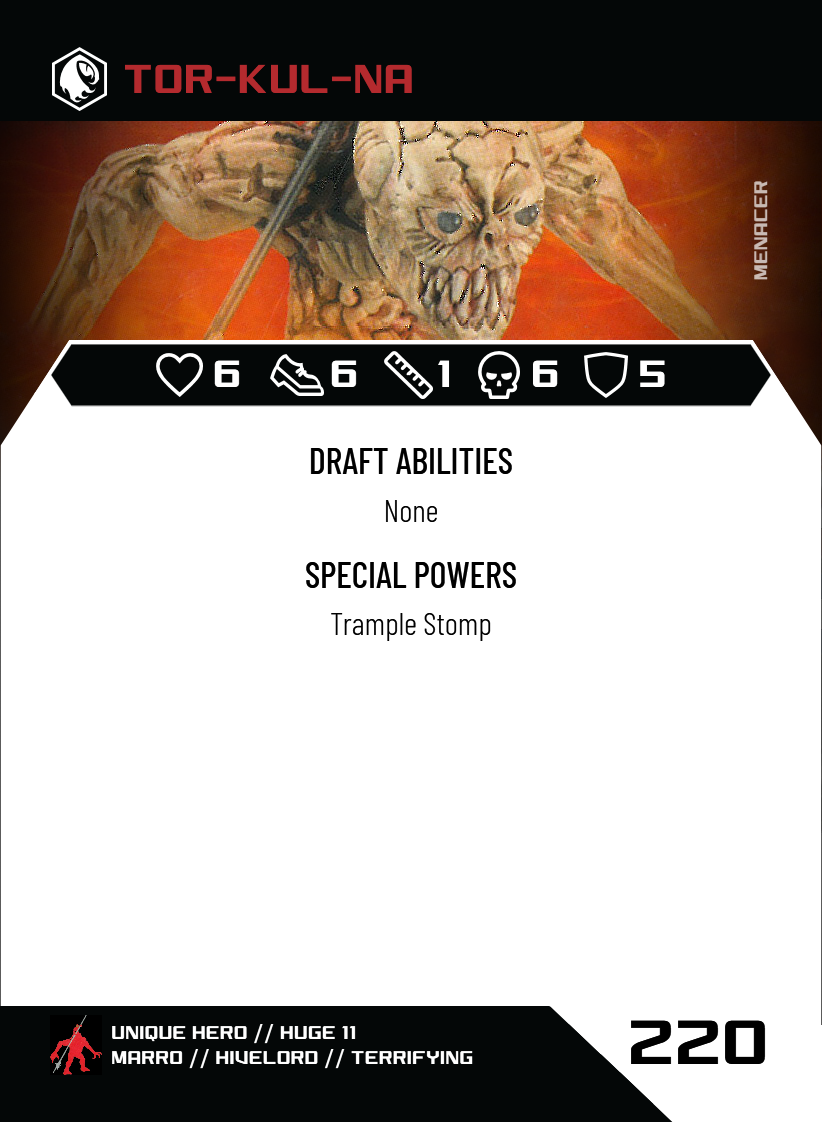 TOR-KUL-NA
MENACER
6 6 1 6 5
DRAFT ABILITIES
None
SPECIAL POWERS
Trample Stomp
UNIQUE HERO // HUGE 11
MARRO // HIVELORD // TERRIFYING
220